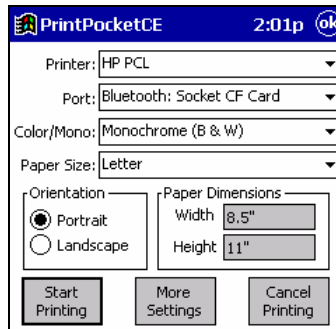 PrintPocketCE 2:01p ok
Printer: HP PCL
Port: Bluetooth: Socket CF Card
Color/Mono: Monochrome (B & W)
Paper Size: Letter
Orientation Paper Dimensions
Portrait Width 8.5"
Landscape Height 11"
Start More Cancel
Printing Settings Printing